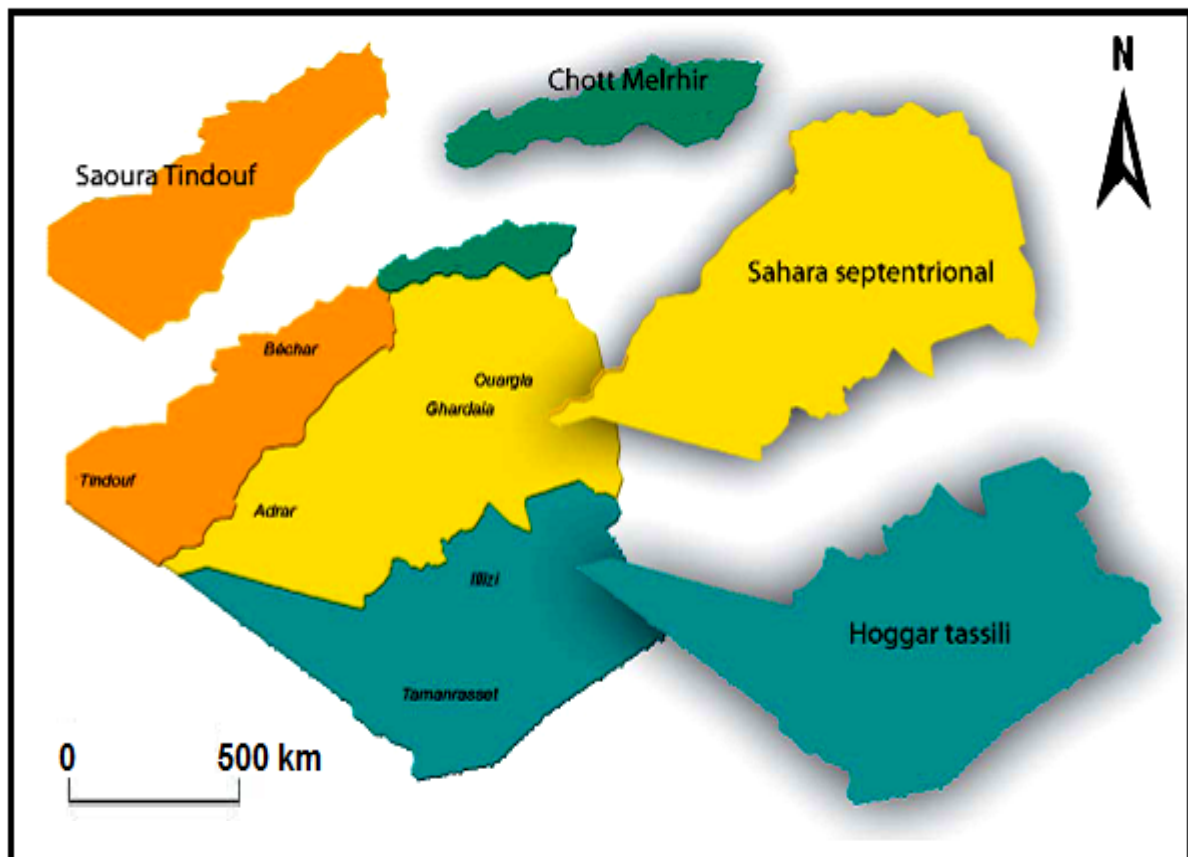 N
Chott Melrhir
Saoura Tindouf
Sahara septentrional
Béchar
Ouargla
Ghardaia
Tindouf
Adrar
Illizi
Hoggar tassili
Tamanrasset
0 500 km